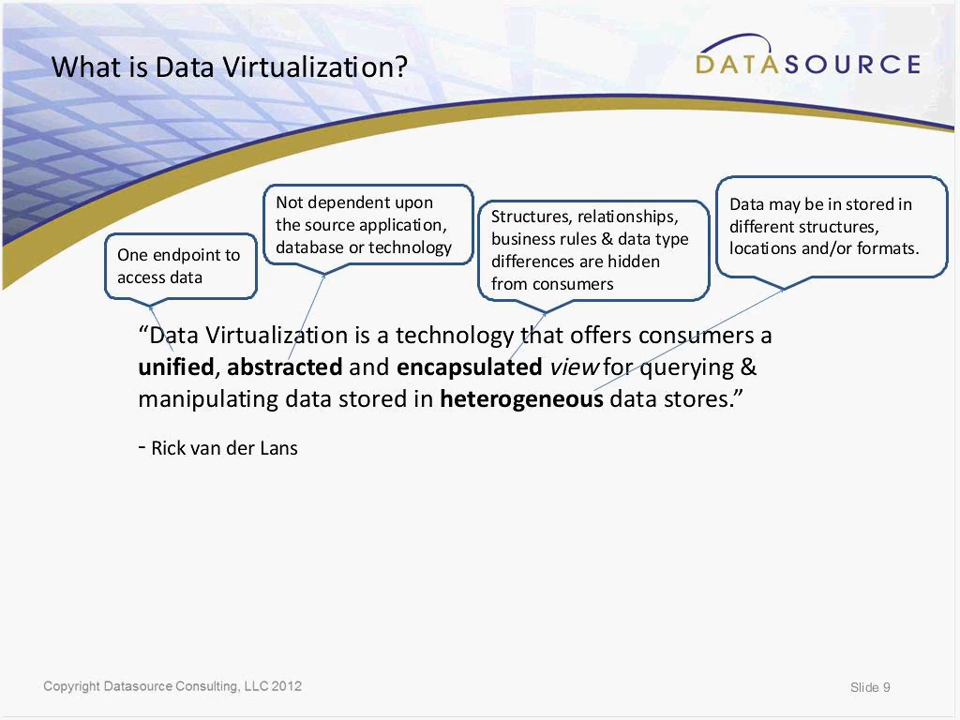 What is Data Virtualization?
DATASOURCE
One endpoint to
access data
Not dependent upon
the source application,
database or technology
Structures, relationships,
business rules & data type
differences are hidden
from consumers
Data may be in stored in
different structures,
locations and/or formats.
“Data Virtualization is a technology that offers consumers a
unified, abstracted and encapsulated view for querying &
manipulating data stored in heterogeneous data stores.”
- Rick van der Lans
Copyright Datasource Consulting, LLC 2012
Slide 9